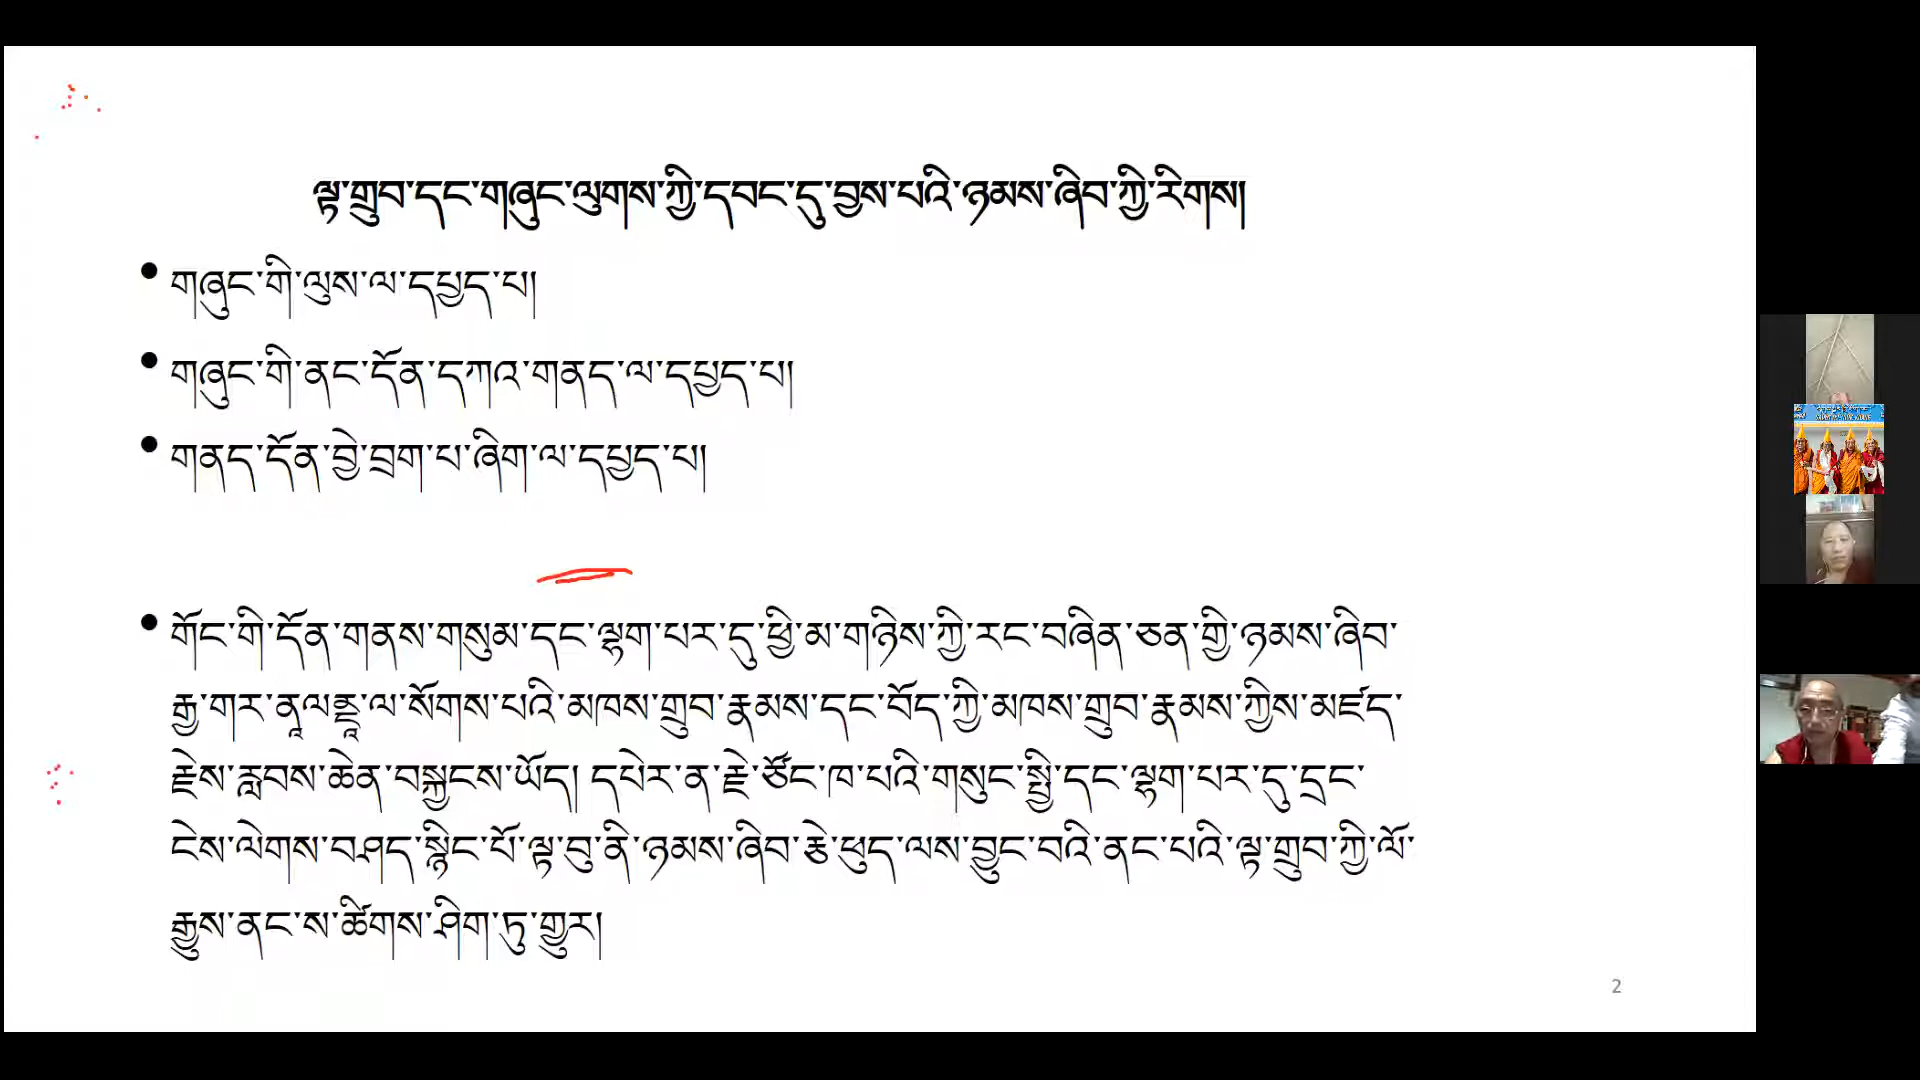 ལྟ་གྲུབ་དང་གཞུང་ལུགས་ཀྱི་དབང་དུ་བྱས་པའི་ཉམས་ཞིབ་ཀྱི་རིགས།
• གཞུང་གི་ལུས་ལ་དཔྱད་པ།
• གཞུང་གི་ནང་དོན་དཀའ་གནད་ལ་དཔྱད་པ།
• གནད་དོན་བྱེ་བྲག་པ་ཞིག་ལ་དཔྱད་པ།
• གོང་གི་དོན་གནས་གསུམ་དང་ལྷག་པར་དུ་ཕྱི་མ་གཉིས་ཀྱི་རང་བཞིན་ཅན་གྱི་ཉམས་ཞིབ་
རྒྱ་གར་ནཱ་ལནྡཱ་ལ་སོགས་པའི་མཁས་གྲུབ་རྣམས་དང་བོད་ཀྱི་མཁས་གྲུབ་རྣམས་ཀྱིས་མཛད་
རྗེས་རླབས་ཆེན་བསྐྱངས་ཡོད། དཔེར་ན་རྗེ་ཙོང་ཁ་པའི་གསུང་སྤྱི་དང་ལྷག་པར་དུ་དྲང་
ངེས་ལེགས་བཤད་སྙིང་པོ་ལྟ་བུ་ནི་ཉམས་ཞིབ་རྩེ་ཕུད་ལས་བྱུང་བའི་ནང་པའི་ལྟ་གྲུབ་ཀྱི་ལོ་
རྒྱུས་ནང་ས་ཚིགས་ཤིག་ཏུ་གྱུར།
2